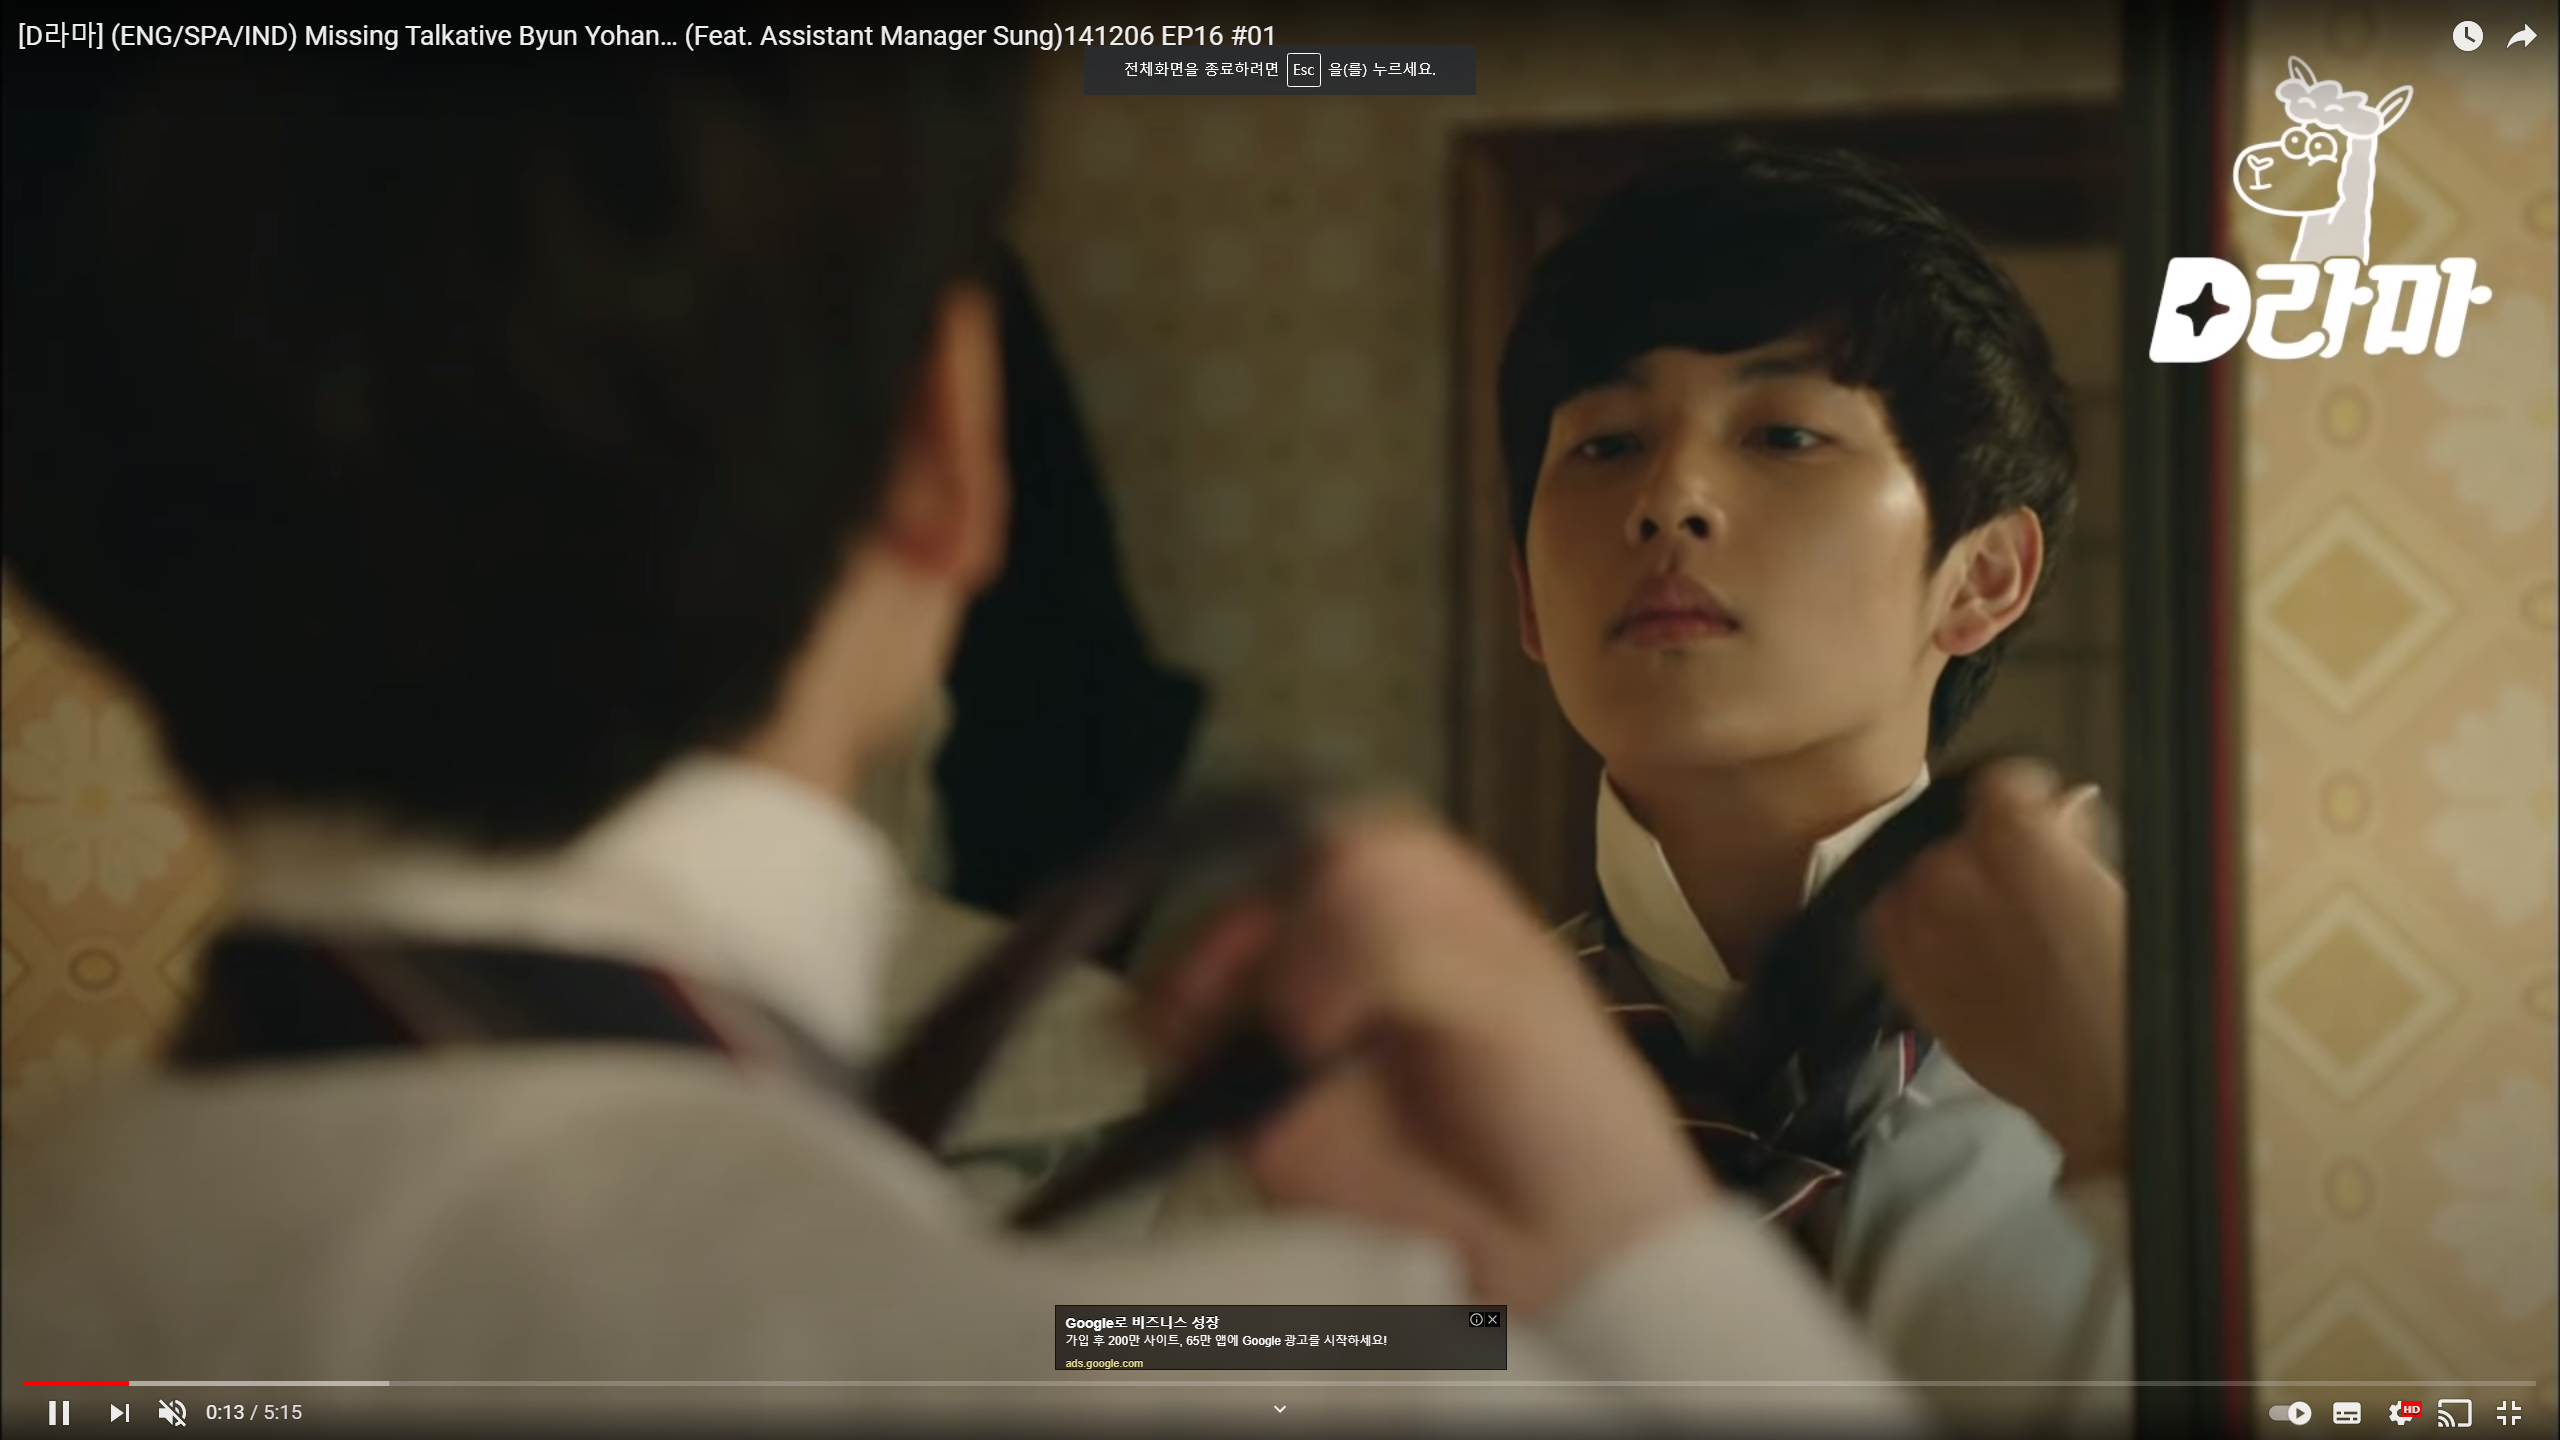 [D라마] (ENG/SPA/IND) Missing Talkative Byun Yohan... (Feat. Assistant Manager Sung)141206 EP16 #01
전체화면을 종료하려면 Esc 을(를) 누르세요.
D라마
Google로 비즈니스 성장
가입 후 200만 사이트, 65만 앱에 Google 광고를 시작하세요!
ads.google.com
0:13 / 5:15
HD